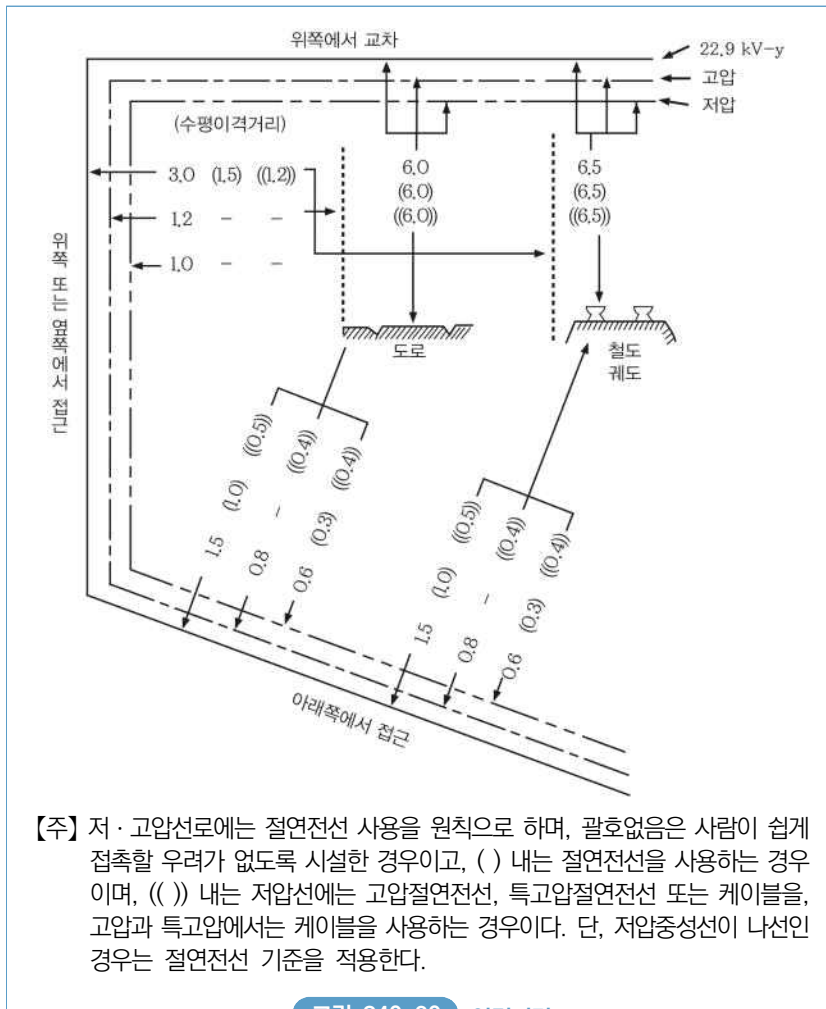 위쪽에서 교차
22.9 kV-y
고압
저압
(수평이격거리)
3.0 (1.5) ((1.2))
1.2 - -
1.0 - -
6.0
(6.0)
((6.0))
6.5
(6.5)
((6.5))
위쪽 또는 옆쪽에서 접근
도로
철도
궤도
1.5 (1.0) ((0.5))
0.8 - ((0.4))
0.6 (0.3) ((0.4))
1.5 (1.0) ((0.5))
0.8 - ((0.4))
0.6 (0.3) ((0.4))
아래쪽에서 접근
【주】 저 · 고압선로에는 절연전선 사용을 원칙으로 하며, 괄호없음은 사람이 쉽게
접촉할 우려가 없도록 시설한 경우이고, ( ) 내는 절연전선을 사용하는 경우
이며, (( )) 내는 저압선에는 고압절연전선, 특고압절연전선 또는 케이블을,
고압과 특고압에서는 케이블을 사용하는 경우이다. 단, 저압중성선이 나선인
경우는 절연전선 기준을 적용한다.